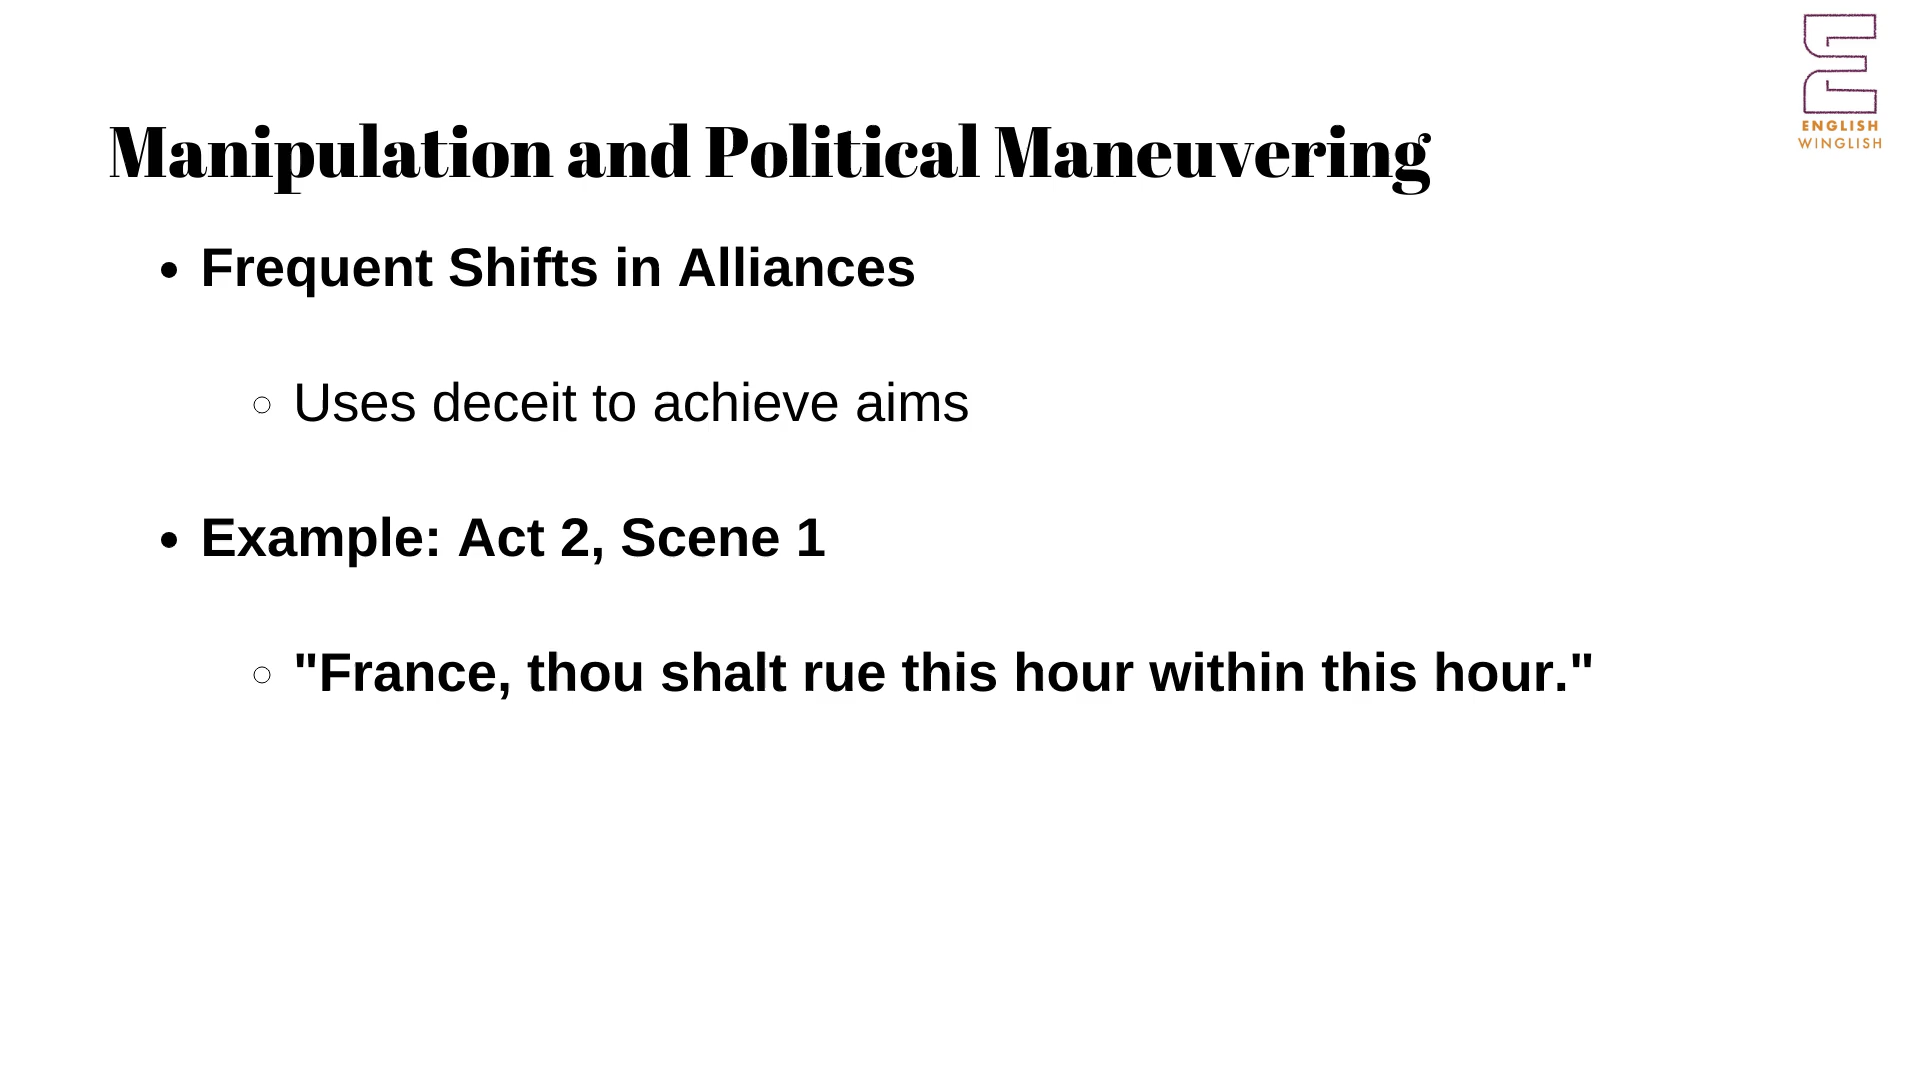 ENGLISH
WINGLISH
Manipulation and Political Maneuvering
• Frequent Shifts in Alliances
◦ Uses deceit to achieve aims
• Example: Act 2, Scene 1
◦ "France, thou shalt rue this hour within this hour."